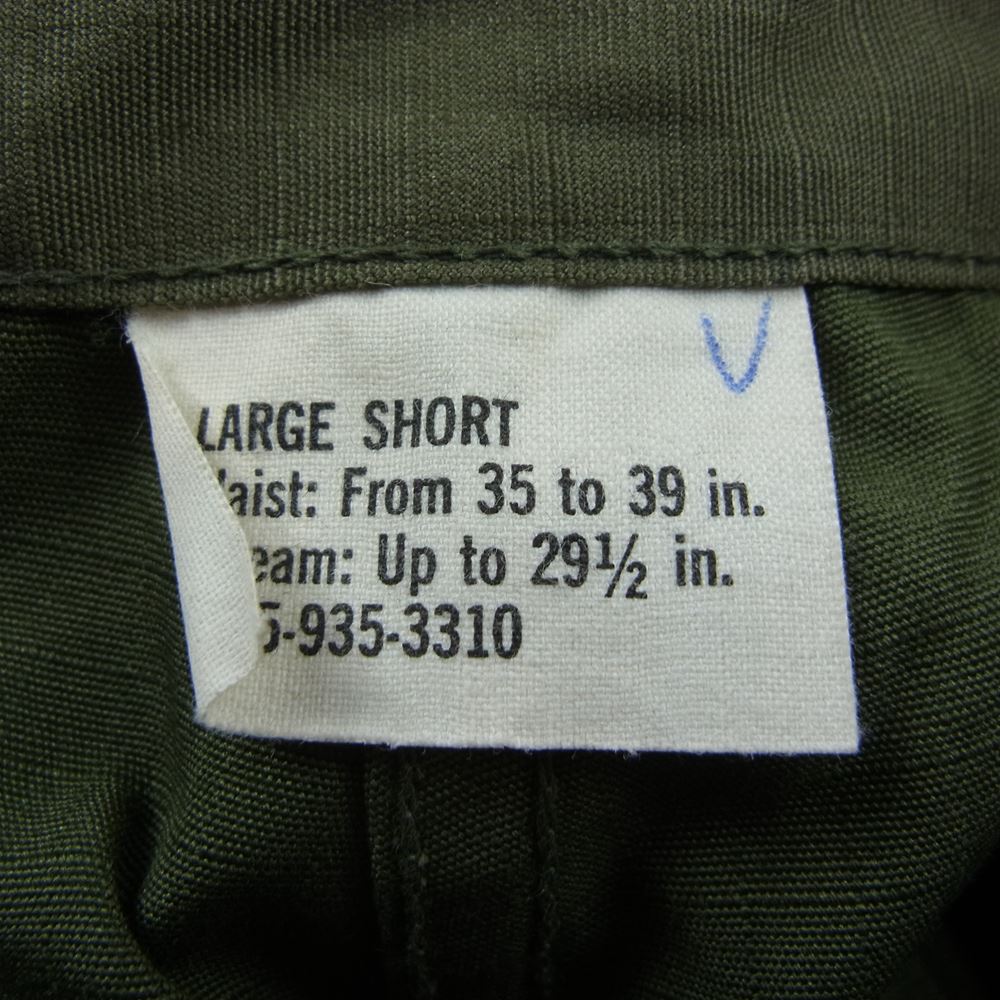 LARGE SHORT
aist: From 35 to 39 in.
eam: Up to 29½ in.
5-935-3310